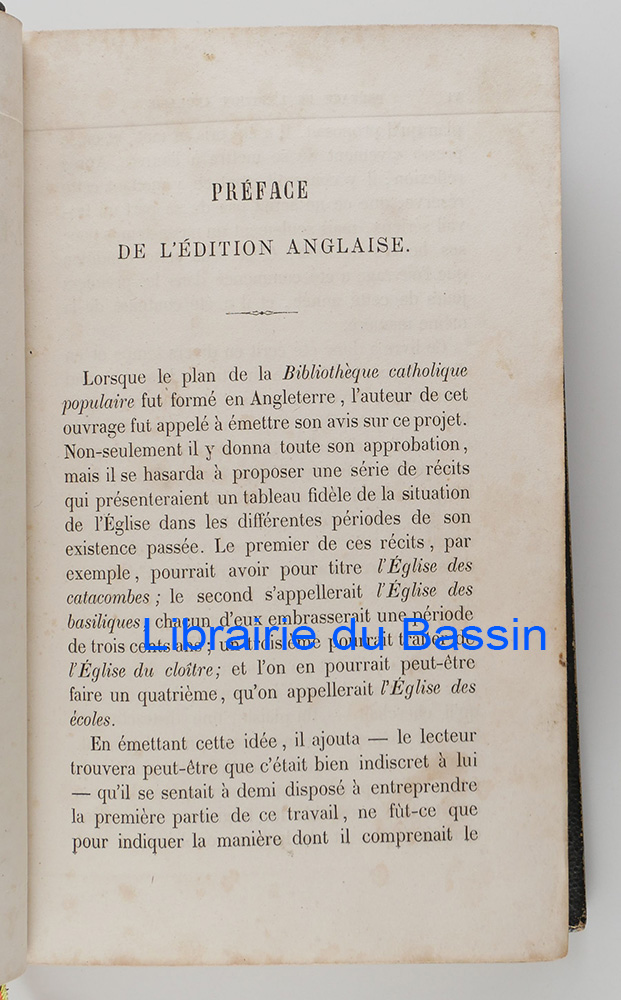 PRÉFACE
DE L'ÉDITION ANGLAISE.
Lorsque le plan de la Bibliothèque catholique
populaire fut formé en Angleterre, l'auteur de cet
ouvrage fut appelé à émettre son avis sur ce projet.
Non-seulement il y donna toute son approbation,
mais il se hasarda à proposer une série de récits
qui présenteraient un tableau fidèle de la situation
de l'Église dans les différentes périodes de son
existence passée. Le premier de ces récits, par
exemple, pourrait avoir pour titre l'Église des
catacombes; le second s'appellerait l'Église des
basiliques; chacun d'eux embrasserait une période
de trois cents ans; un troisième pourrait traiter de
l'Église du cloître; et l'on en pourrait peut-être
faire un quatrième, qu'on appellerait l'Église des
écoles.
En émettant cette idée, il ajouta — le lecteur
trouvera peut-être que c'était bien indiscret à lui
— qu'il se sentait à demi disposé à entreprendre
la première partie de ce travail, ne fût-ce que
pour indiquer la manière dont il comprenait le
Librairie du Bassin